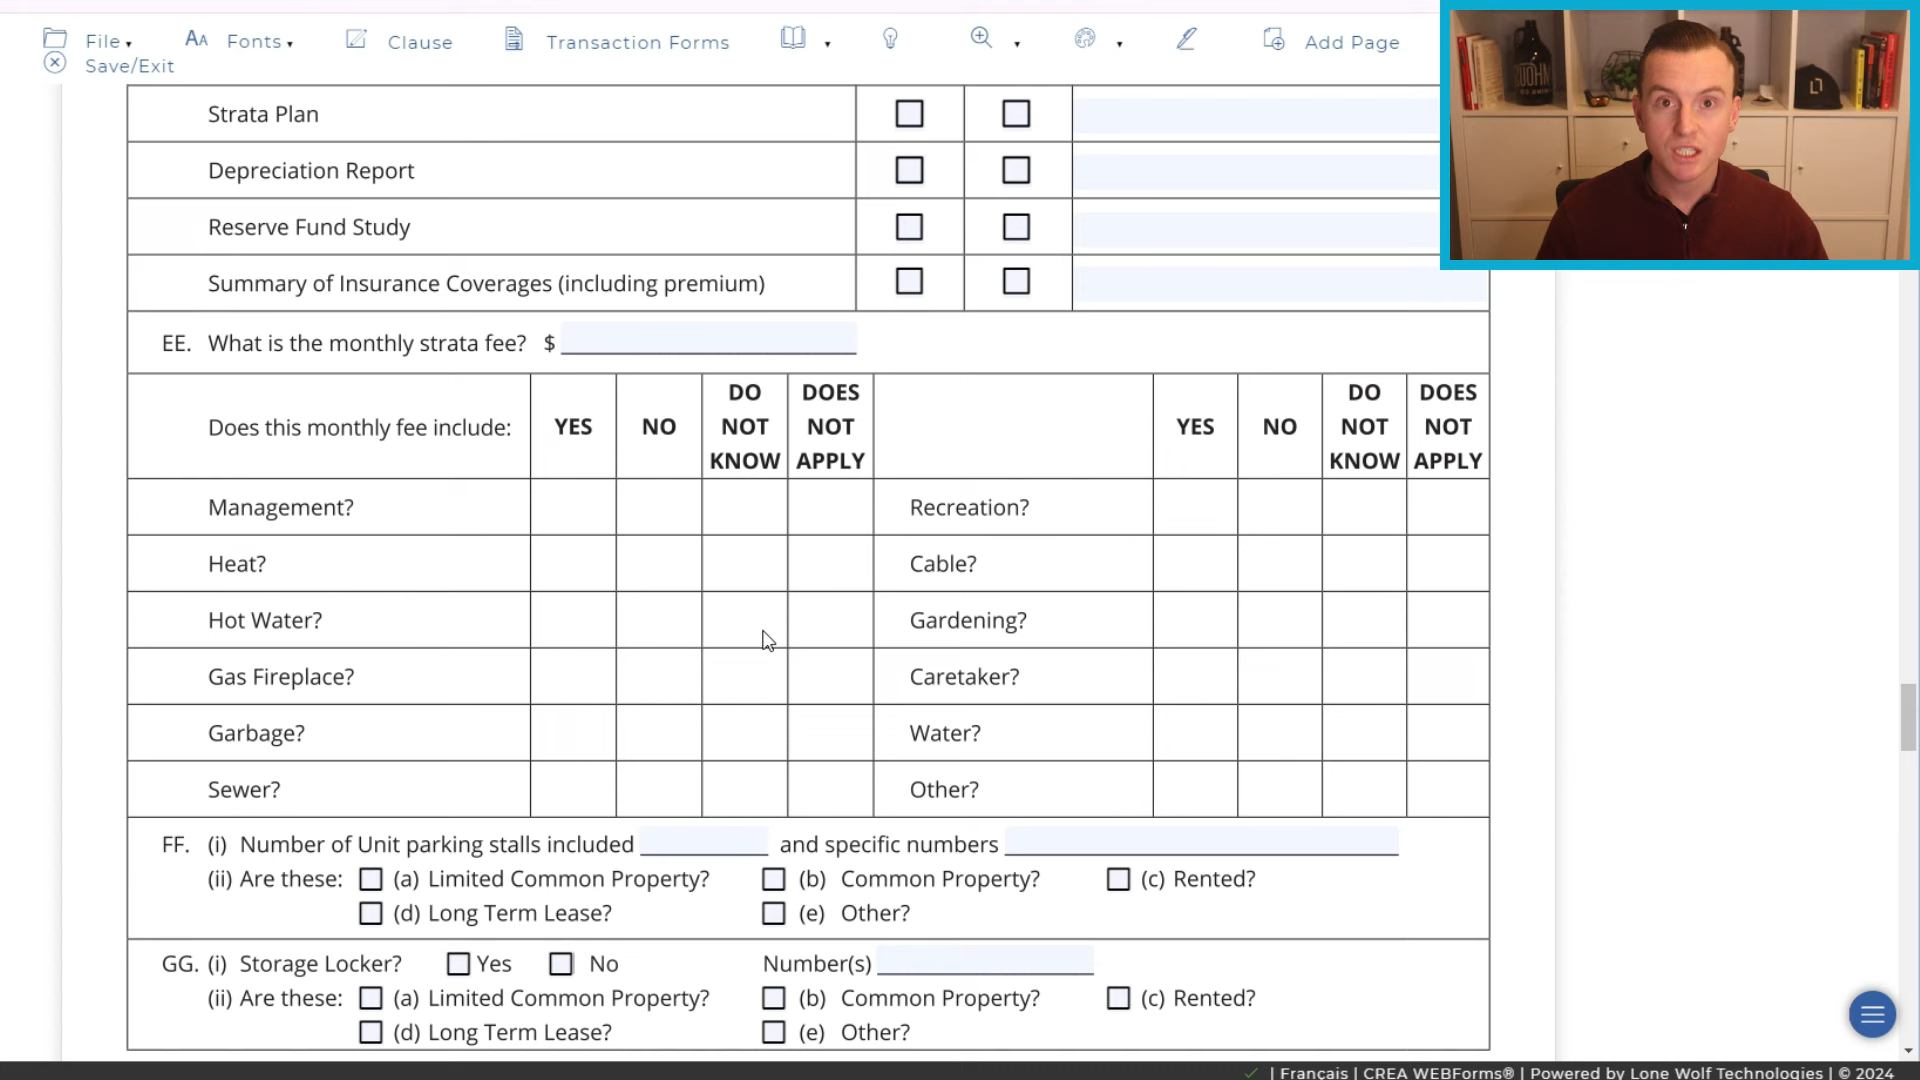 File
Fonts
Clause
Transaction Forms
Add Page
Save/Exit
Strata Plan
Depreciation Report
Reserve Fund Study
Summary of Insurance Coverages (including premium)
EE. What is the monthly strata fee? $
Does this monthly fee include: YES NO DO NOT KNOW DOES NOT APPLY YES NO DO NOT KNOW DOES NOT APPLY
Management? Recreation?
Heat? Cable?
Hot Water? Gardening?
Gas Fireplace? Caretaker?
Garbage? Water?
Sewer? Other?
FF. (i) Number of Unit parking stalls included and specific numbers
(ii) Are these: (a) Limited Common Property? (b) Common Property? (c) Rented?
(d) Long Term Lease? (e) Other?
GG. (i) Storage Locker? Yes No Number(s)
(ii) Are these: (a) Limited Common Property? (b) Common Property? (c) Rented?
(d) Long Term Lease? (e) Other?
| Français | CREA WEBForms® | Powered by Lone Wolf Technologies | © 2024